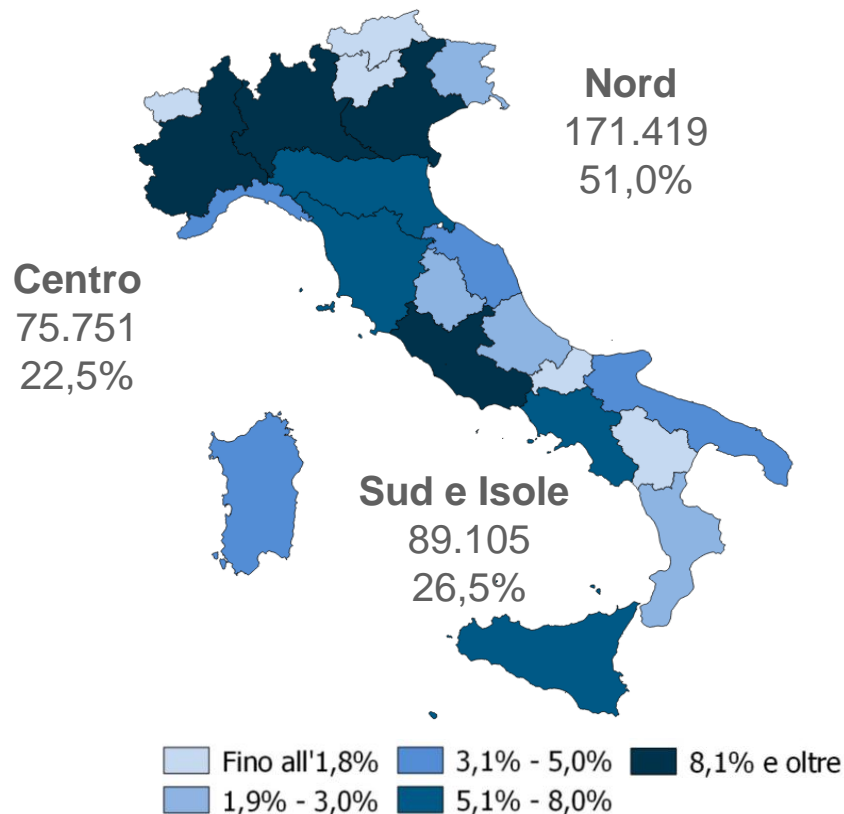 Nord
171.419
51,0%
Centro
75.751
22,5%
Sud e Isole
89.105
26,5%
Fino all'1,8%
3,1% - 5,0%
8,1% e oltre
1,9% - 3,0%
5,1% - 8,0%